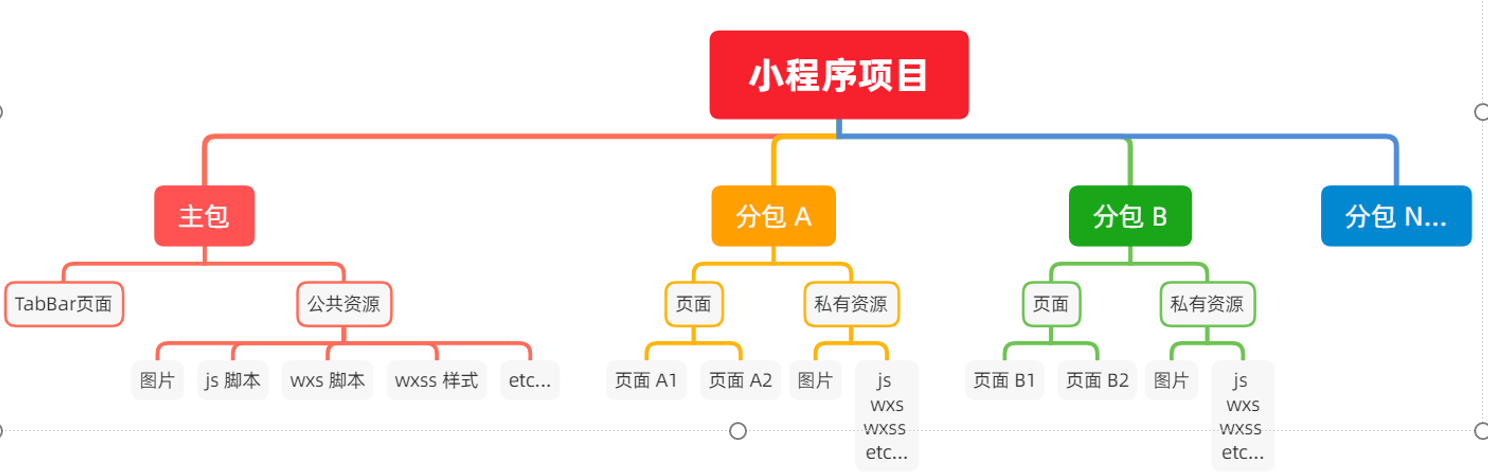 小程序项目
主包
分包 A
分包 B
分包 N...
TabBar页面
公共资源
页面
私有资源
页面
私有资源
图片
js 脚本
wxs 脚本
wxss 样式
etc...
页面 A1
页面 A2
图片
js
wxs
wxss
etc...
页面 B1
页面 B2
图片
js
wxs
wxss
etc...